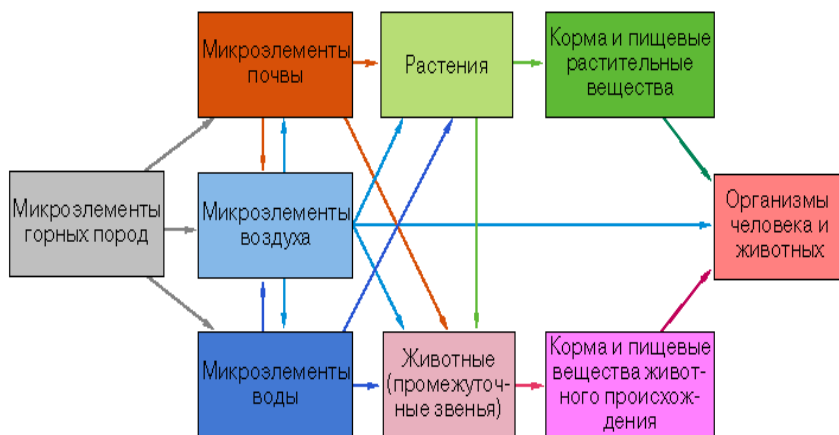 Микроэлементы
почвы
Растения
Корма и пищевые
растительные
вещества
Микроэлементы
горных пород
Микроэлементы
воздуха
Организмы
человека и
животных
Микроэлементы
воды
Животные
(промежуточ-
ные звенья)
Корма и пищевые
вещества живот-
ного происхож-
дения